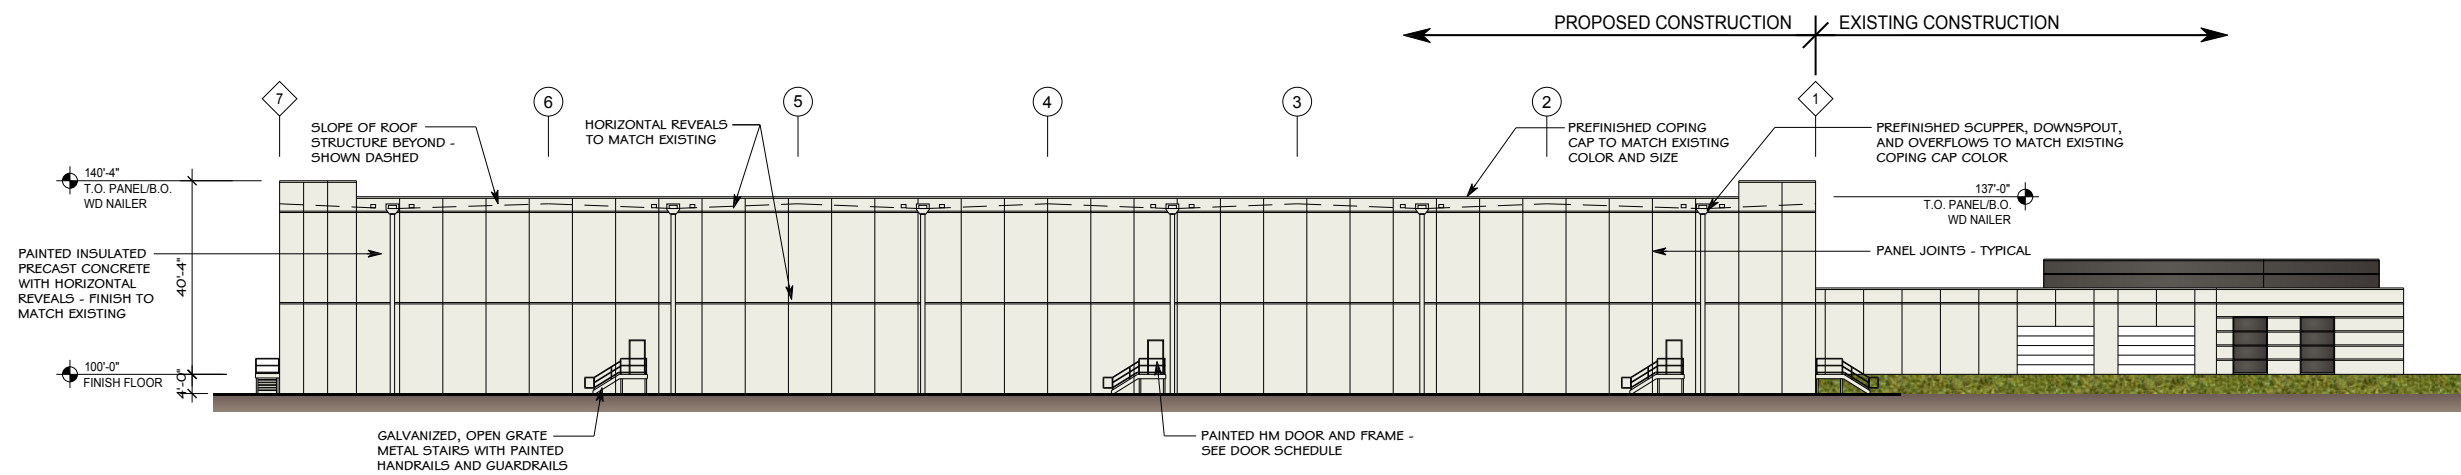 PROPOSED CONSTRUCTION
EXISTING CONSTRUCTION
7
6
5
4
3
2
1
SLOPE OF ROOF
STRUCTURE BEYOND -
SHOWN DASHED
HORIZONTAL REVEALS
TO MATCH EXISTING
PREFINISHED COPING
CAP TO MATCH EXISTING
COLOR AND SIZE
PREFINISHED SCUPPER, DOWNSPOUT,
AND OVERFLOWS TO MATCH EXISTING
COPING CAP COLOR
140'-4"
T.O. PANEL/B.O.
WD NAILER
137'-0"
T.O. PANEL/B.O.
WD NAILER
PAINTED INSULATED
PRECAST CONCRETE
WITH HORIZONTAL
REVEALS - FINISH TO
MATCH EXISTING
40'-4"
PANEL JOINTS - TYPICAL
100'-0"
FINISH FLOOR
4'-0"
GALVANIZED, OPEN GRATE
METAL STAIRS WITH PAINTED
HANDRAILS AND GUARDRAILS
PAINTED HM DOOR AND FRAME -
SEE DOOR SCHEDULE